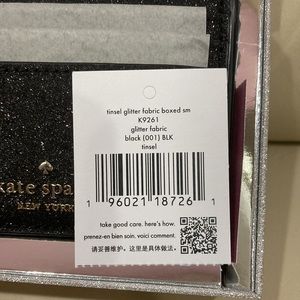 tinsel glitter fabric boxed sm
K9261
glitter fabric
black (001) BLK
tinsel
1 96021 18726 1
take good care. here's how.
prenez-en bien soin. voici comment.
请妥善维护。这里是具体做法
kate spa
NEW YORK